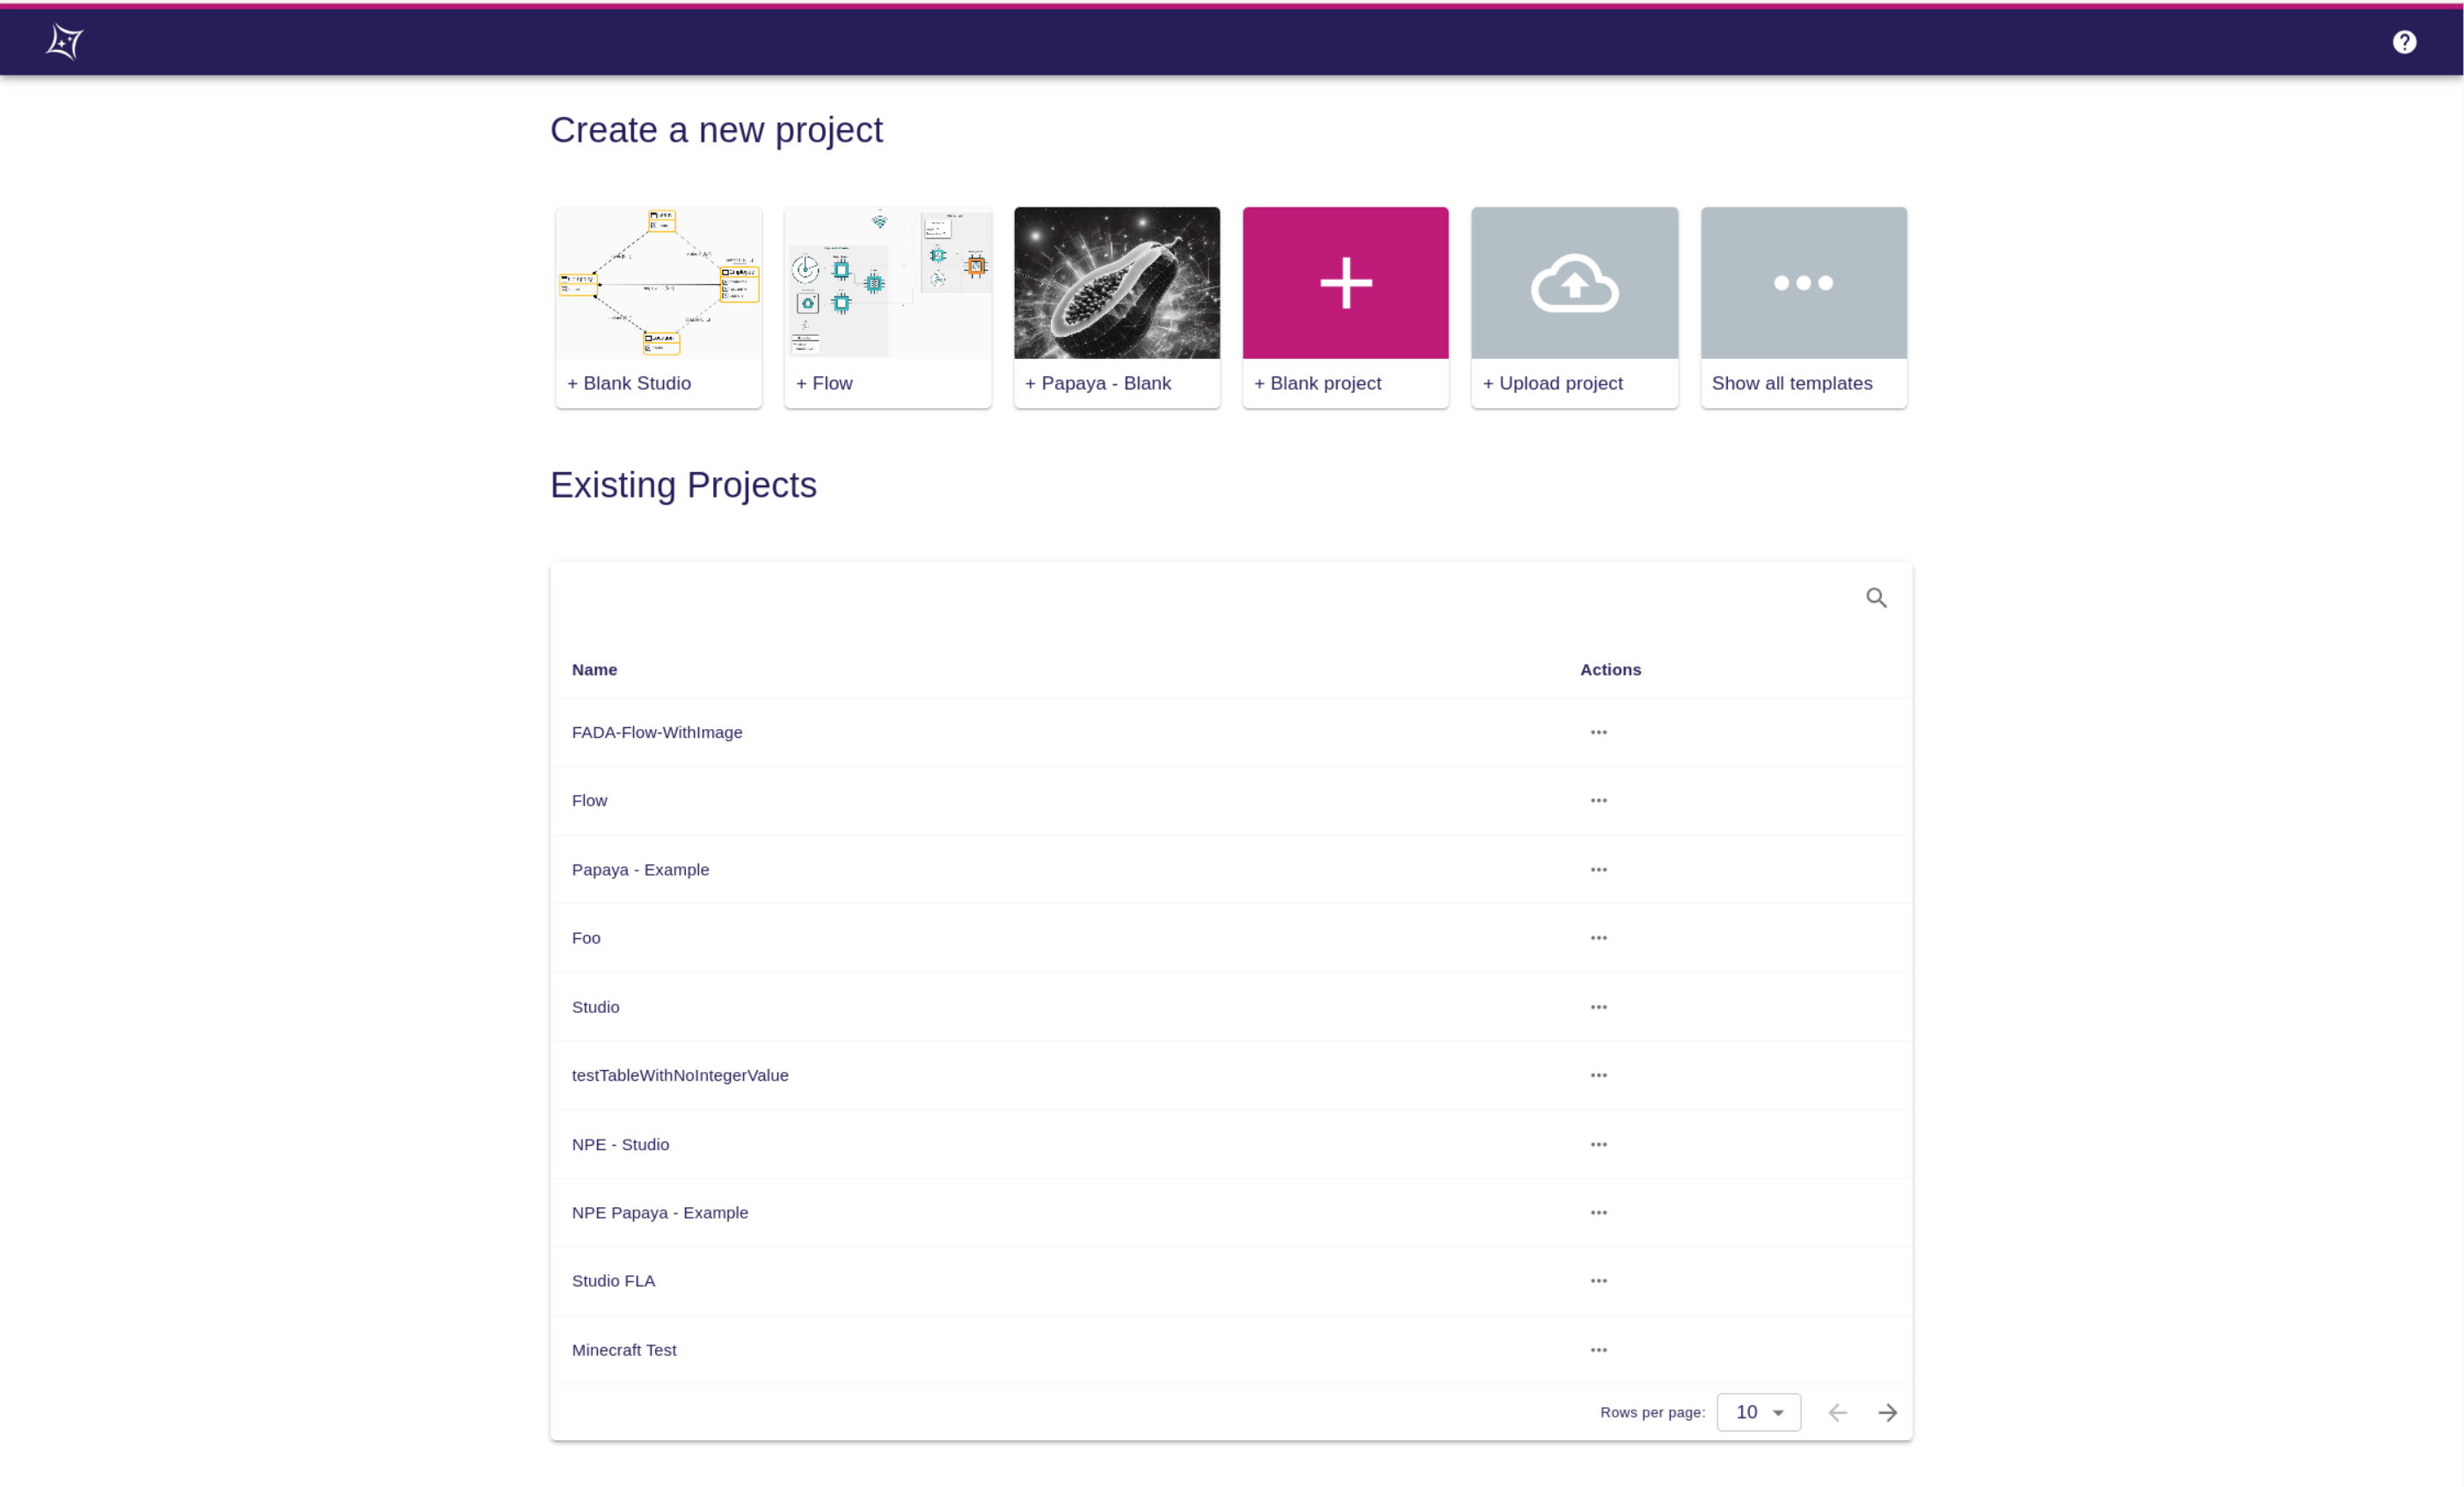 Create a new project
Employee
+ Blank Studio
+ Flow
+ Papaya - Blank
+ Blank project
+ Upload project
Show all templates
Existing Projects
Name
Actions
FADA-Flow-WithImage
Flow
Papaya - Example
Foo
Studio
testTableWithNoIntegerValue
NPE - Studio
NPE Papaya - Example
Studio FLA
Minecraft Test
Rows per page:
10